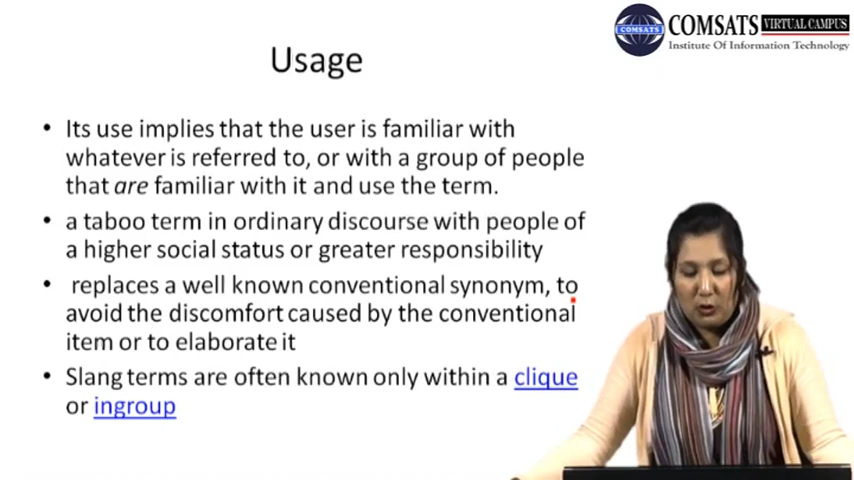 COMSATS VIRTUAL CAMPUS
COMSATS
Institute Of Information Technology
Usage
• Its use implies that the user is familiar with
whatever is referred to, or with a group of people
that are familiar with it and use the term.
• a taboo term in ordinary discourse with people of
a higher social status or greater responsibility
• replaces a well known conventional synonym, to
avoid the discomfort caused by the conventional
item or to elaborate it
• Slang terms are often known only within a clique
or ingroup